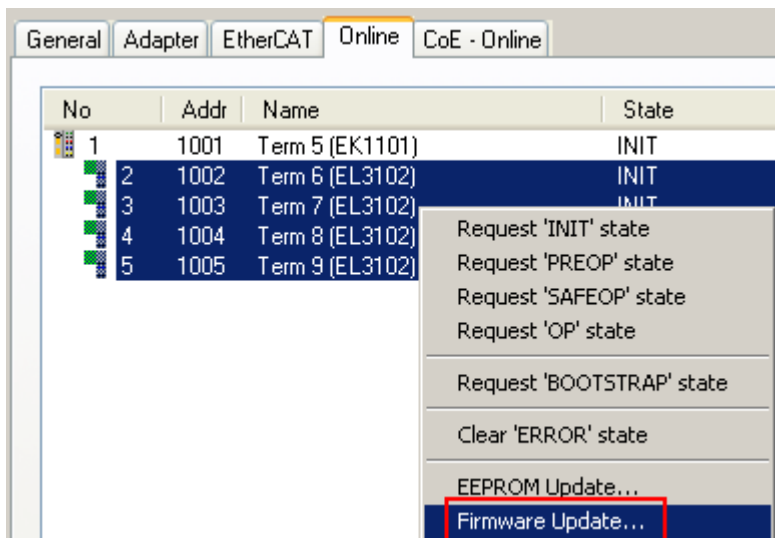 General Adapter EtherCAT Online CoE - Online
No Addr Name State
1 1001 Term 5 (EK1101) INIT
2 1002 Term 6 (EL3102) INIT
3 1003 Term 7 (EL3102) INIT
4 1004 Term 8 (EL3102)
5 1005 Term 9 (EL3102)
Request 'INIT' state
Request 'PREOP' state
Request 'SAFEOP' state
Request 'OP' state
Request 'BOOTSTRAP' state
Clear 'ERROR' state
EEPROM Update...
Firmware Update...